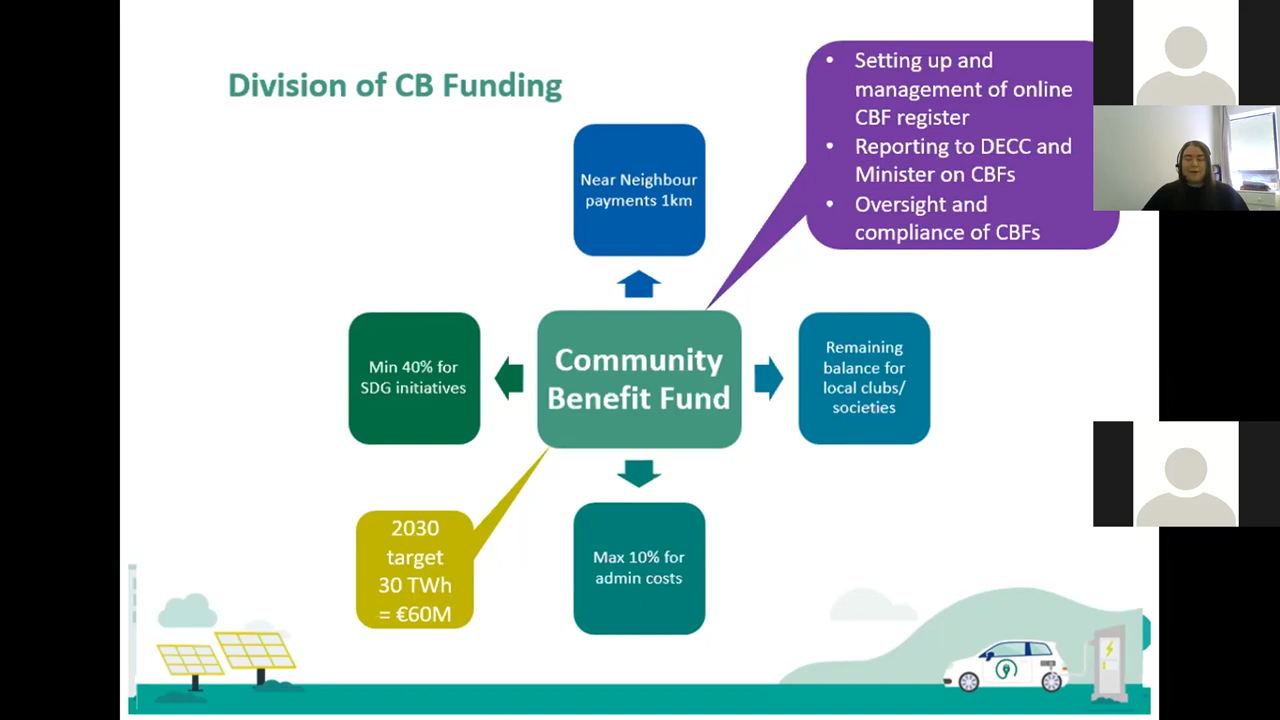 Division of CB Funding
• Setting up and
management of online
CBF register
• Reporting to DECC and
Minister on CBFs
• Oversight and
compliance of CBFs
Near Neighbour
payments 1km
Min 40% for
SDG initiatives
Community
Benefit Fund
Remaining
balance for
local clubs/
societies
2030
target
30 TWh
= €60M
Max 10% for
admin costs